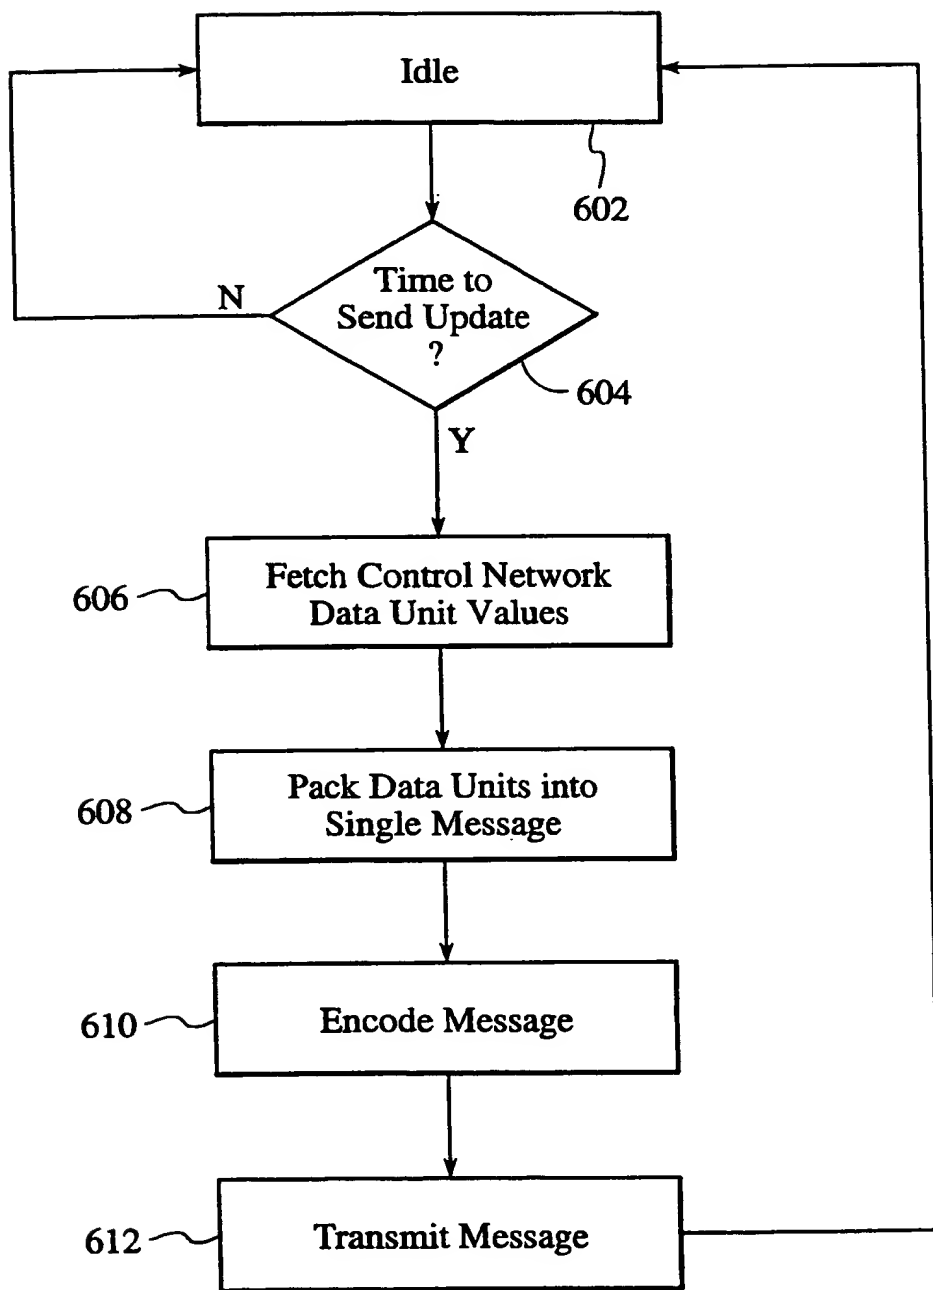 Idle
602
Time to
Send Update
?
N
604
Y
Fetch Control Network
Data Unit Values
606
Pack Data Units into
Single Message
608
Encode Message
610
Transmit Message
612